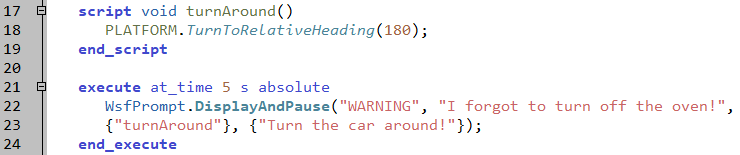 17 script void turnAround()
18 PLATFORM.TurnToRelativeHeading(180);
19 end_script
20
21 execute at_time 5 s absolute
22 WsfPrompt.DisplayAndPause("WARNING", "I forgot to turn off the oven!",
23 {"turnAround"}, {"Turn the car around!"});
24 end_execute